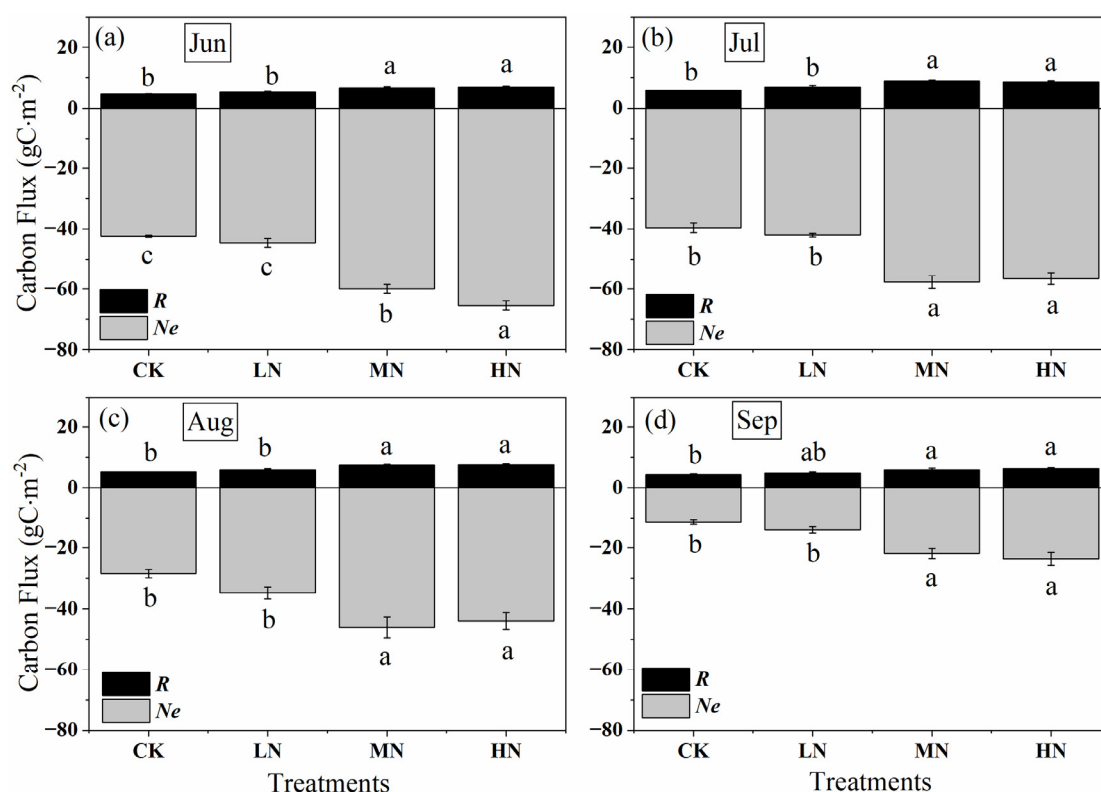 (a) Jun
Carbon Flux (gC·m⁻²)
20
0
−20
−40
−60
−80
b b a a
c c b a
R
Ne
CK LN MN HN
(b) Jul
20
0
−20
−40
−60
−80
b b a a
b b a a
R
Ne
CK LN MN HN
(c) Aug
Carbon Flux (gC·m⁻²)
20
0
−20
−40
−60
−80
b b a a
b b a a
R
Ne
CK LN MN HN
Treatments
(d) Sep
20
0
−20
−40
−60
−80
b ab a a
b b a a
R
Ne
CK LN MN HN
Treatments